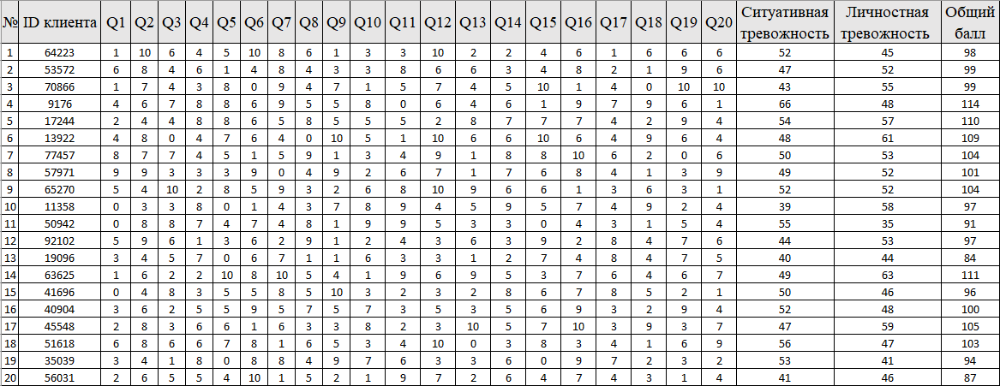 № ID клиента Q1 Q2 Q3 Q4 Q5 Q6 Q7 Q8 Q9 Q10 Q11 Q12 Q13 Q14 Q15 Q16 Q17 Q18 Q19 Q20 Ситуативная тревожность Личностная тревожность Общий балл
1 64223 1 10 6 4 5 10 8 6 1 3 3 10 2 2 4 6 1 6 6 6 52 45 98
2 53572 6 8 4 6 1 4 8 4 3 3 8 6 6 3 4 8 2 1 9 6 47 52 99
3 70866 1 7 4 3 8 0 9 4 7 1 5 7 4 5 10 1 4 0 10 10 43 55 99
4 9176 4 6 7 8 8 6 9 5 5 8 0 6 4 6 1 9 7 9 6 1 66 48 114
5 17244 2 4 4 8 8 6 5 8 5 5 5 2 8 7 7 7 4 2 9 4 54 57 110
6 13922 4 8 0 4 7 6 4 0 10 5 1 10 6 6 10 6 4 9 6 4 48 61 109
7 77457 8 7 7 4 5 1 5 9 1 3 4 9 1 8 8 10 6 2 0 6 50 53 104
8 57971 9 9 3 3 3 9 0 4 9 2 6 7 1 7 6 8 4 1 3 9 49 52 101
9 65270 5 4 10 2 8 5 9 3 2 6 8 10 9 6 6 1 3 6 3 1 52 52 104
10 11358 0 3 3 8 0 1 4 3 7 8 9 4 5 9 5 7 4 9 2 4 39 58 97
11 50942 0 8 8 7 4 7 4 8 1 9 9 5 3 3 0 4 3 1 5 4 55 35 91
12 92102 5 9 6 1 3 6 2 9 1 2 4 3 6 3 9 2 8 4 7 6 44 53 97
13 19096 3 4 5 7 0 6 7 1 1 6 3 3 1 2 7 4 8 4 7 5 40 44 84
14 63625 1 6 2 2 10 8 10 5 4 1 9 6 9 5 3 7 6 4 6 7 49 63 111
15 41696 0 4 8 3 5 5 8 5 10 3 2 3 2 8 6 7 8 5 2 1 50 46 96
16 40904 3 6 2 5 5 9 5 7 5 7 3 5 3 5 6 9 3 2 9 4 52 48 100
17 45548 2 8 3 6 6 1 6 3 3 8 2 3 10 5 7 10 3 9 3 7 47 59 105
18 51618 6 8 6 6 7 8 1 6 5 3 4 10 0 3 8 3 4 1 6 9 56 47 103
19 35039 3 4 1 8 0 8 8 4 9 7 6 3 3 6 0 9 7 2 3 2 53 41 94
20 56031 2 6 5 5 4 10 1 5 2 1 9 7 2 6 4 7 4 3 1 4 41 46 87